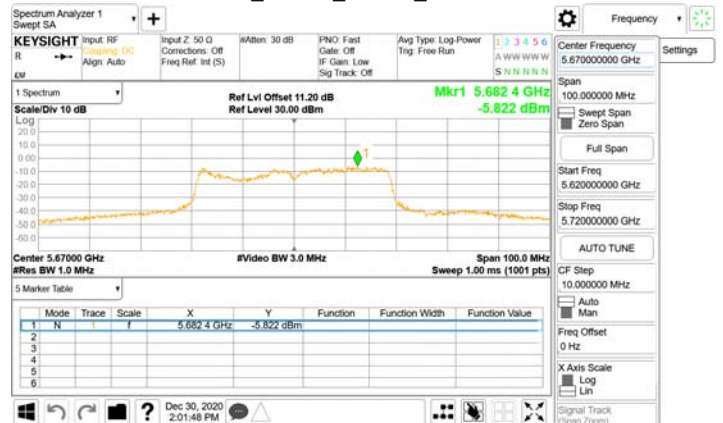 Spectrum Analyzer 1
Swept SA
+
Frequency
KEYSIGHT
Input: RF
Coupling: DC
Align: Auto
Input Z: 50 Ω
Corrections: Off
Freq Ref: Int (S)
#Atten: 30 dB
PNO: Fast
Gate: Off
IF Gain: Low
Sig Track: Off
Avg Type: Log-Power
Trig: Free Run
1 2 3 4 5 6
A WW WW W
S N N N N N
R
LXI
Center Frequency
5.670000000 GHz
Settings
Span
100.000000 MHz
Swept Span
Zero Span
Full Span
Start Freq
5.620000000 GHz
Stop Freq
5.720000000 GHz
AUTO TUNE
CF Step
10.000000 MHz
Auto
Man
Freq Offset
0 Hz
X Axis Scale
Log
Lin
Signal Track
(Span Zoom)
1 Spectrum
Scale/Div 10 dB
Ref Lvl Offset 11.20 dB
Ref Level 30.00 dBm
Mkr1 5.682 4 GHz
-5.822 dBm
Log
20.0
10.0
0.00
-10.0
-20.0
-30.0
-40.0
-50.0
-60.0
1
Center 5.67000 GHz
#Res BW 1.0 MHz
#Video BW 3.0 MHz
Span 100.0 MHz
Sweep 1.00 ms (1001 pts)
5 Marker Table
Mode Trace Scale X Y Function Function Width Function Value
1 N 1 f 5.682 4 GHz -5.822 dBm
2
3
4
5
6
?
Dec 30, 2020
2:01:48 PM